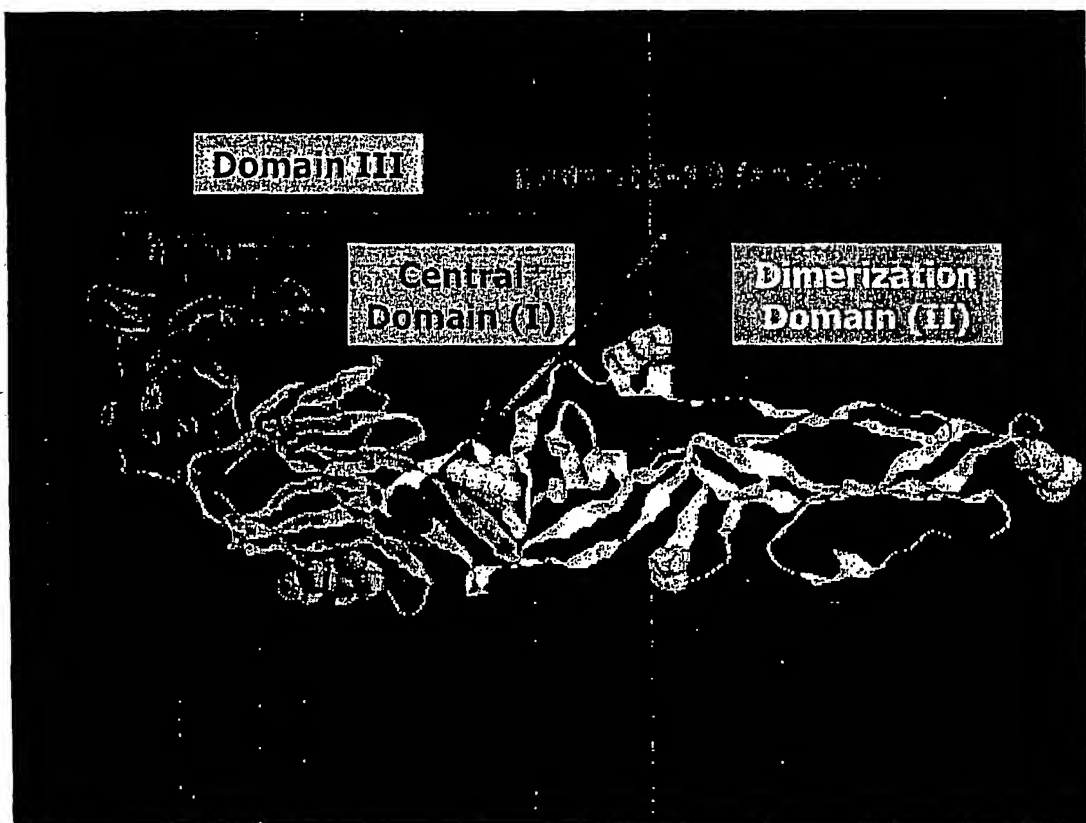 Domain III
Central
Domain (I)
Dimerization
Domain (II)